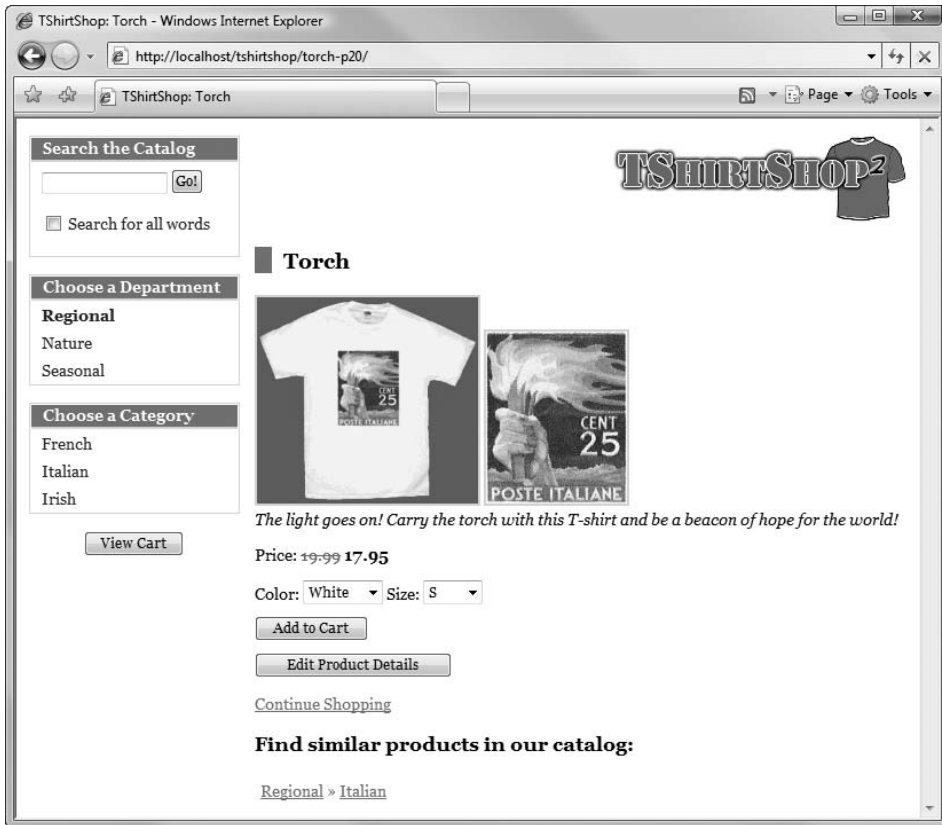 TShirtShop: Torch - Windows Internet Explorer
http://localhost/tshirtshop/torch-p20/
TShirtShop: Torch
Page
Tools
Search the Catalog
Go!
Search for all words
Choose a Department
Regional
Nature
Seasonal
Choose a Category
French
Italian
Irish
View Cart
TShirtShop2
Torch
CENT
25
POSTE ITALIANE
CENT
25
POSTE ITALIANE
The light goes on! Carry the torch with this T-shirt and be a beacon of hope for the world!
Price: 19.99 17.95
Color: White Size: S
Add to Cart
Edit Product Details
Continue Shopping
Find similar products in our catalog:
Regional » Italian